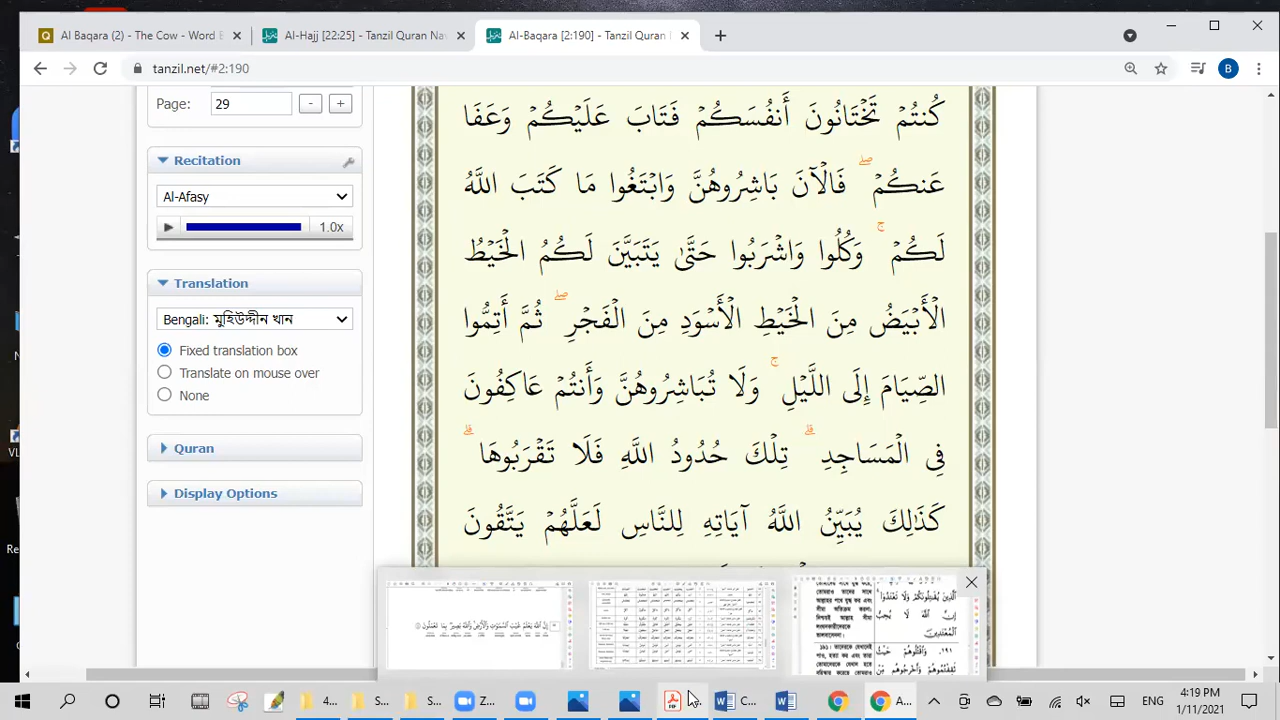 Al Baqara (2) - The Cow - Word
Al-Hajj [22:25] - Tanzil Quran Na
Al-Baqara [2:190] - Tanzil Quran
tanzil.net/#2:190
B
Page: 29 - +
Recitation
Al-Afasy
1.0x
Translation
Bengali: মুহিউদ্দীন খান
Fixed translation box
Translate on mouse over
None
Quran
Display Options
كُنتُمْ تَخْتَانُونَ أَنفُسَكُمْ فَتَابَ عَلَيْكُمْ وَعَفَا
عَنكُمْ ۖ فَالْآنَ بَاشِرُوهُنَّ وَابْتَغُوا مَا كَتَبَ اللَّهُ
لَكُمْ ۚ وَكُلُوا وَاشْرَبُوا حَتَّىٰ يَتَبَيَّنَ لَكُمُ الْخَيْطُ
الْأَبْيَضُ مِنَ الْخَيْطِ الْأَسْوَدِ مِنَ الْفَجْرِ ۖ ثُمَّ أَتِمُّوا
الصِّيَامَ إِلَى اللَّيْلِ ۚ وَلَا تُبَاشِرُوهُنَّ وَأَنتُمْ عَاكِفُونَ
فِي الْمَسَاجِدِ ۗ تِلْكَ حُدُودُ اللَّهِ فَلَا تَقْرَبُوهَا ۗ
كَذَٰلِكَ يُبَيِّنُ اللَّهُ آيَاتِهِ لِلنَّاسِ لَعَلَّهُمْ يَتَّقُونَ
VL
Re
4...
S...
S...
Z...
C...
A...
4:19 PM
1/11/2021